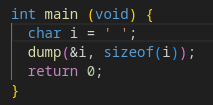 int main (void) {
  char i = ' ';
  dump(&i, sizeof(i));
  return 0;
}